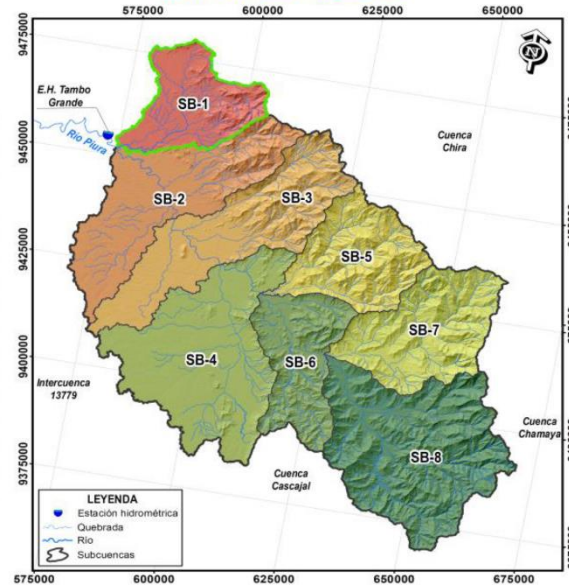 575000 600000 625000 650000
9475000
N
E.H. Tambo
Grande
SB-1
Río Piura
9450000
Cuenca
Chira
SB-2
SB-3
9425000
SB-5
SB-7
SB-4
SB-6
9400000
Intercuenca
13779
Cuenca
Chamaya
SB-8
9375000
Cuenca
Cascajal
LEYENDA
Estación hidrométrica
Quebrada
Río
Subcuencas
575000 600000 625000 650000 675000